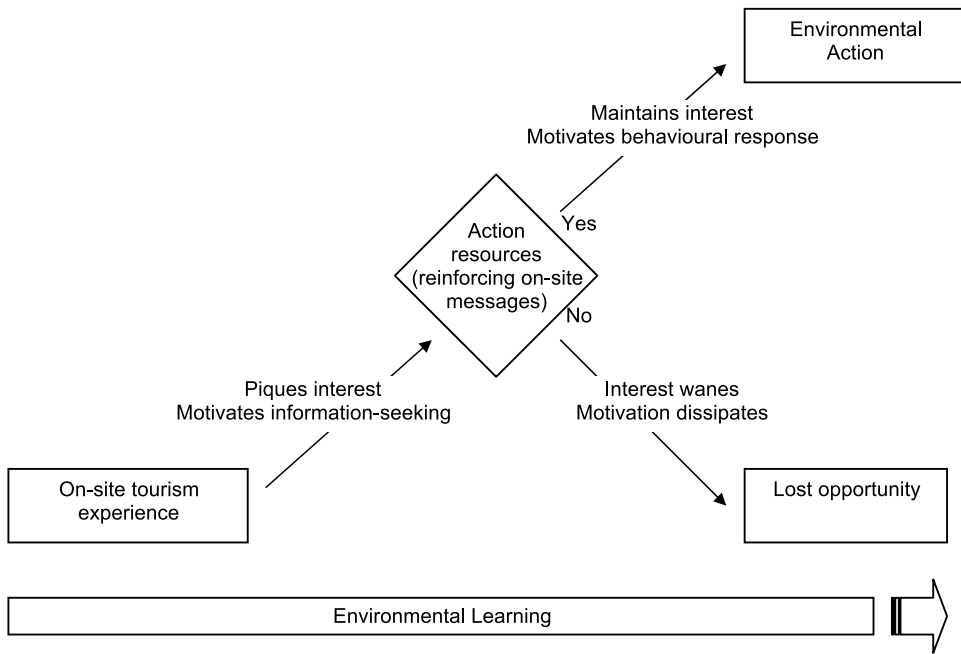 Environmental
Action
Maintains interest
Motivates behavioural response
Yes
Action
resources
(reinforcing on-site
messages)
No
Piques interest
Motivates information-seeking
Interest wanes
Motivation dissipates
On-site tourism
experience
Lost opportunity
Environmental Learning